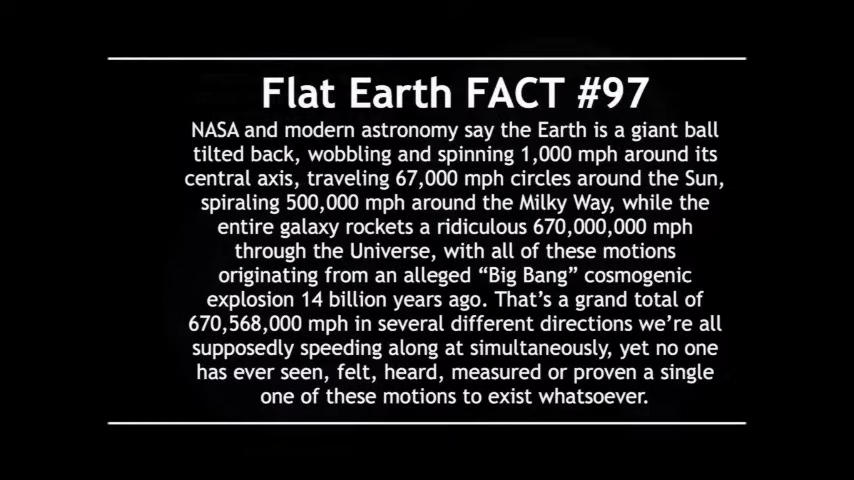 Flat Earth FACT #97
NASA and modern astronomy say the Earth is a giant ball
tilted back, wobbling and spinning 1,000 mph around its
central axis, traveling 67,000 mph circles around the Sun,
spiraling 500,000 mph around the Milky Way, while the
entire galaxy rockets a ridiculous 670,000,000 mph
through the Universe, with all of these motions
originating from an alleged “Big Bang” cosmogenic
explosion 14 billion years ago. That’s a grand total of
670,568,000 mph in several different directions we’re all
supposedly speeding along at simultaneously, yet no one
has ever seen, felt, heard, measured or proven a single
one of these motions to exist whatsoever.